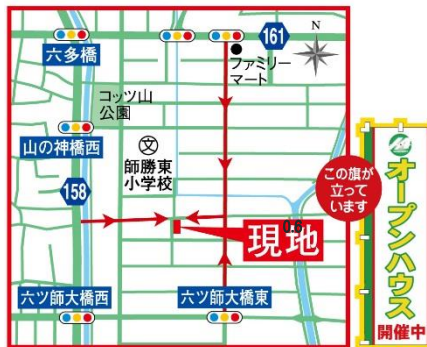 六多橋
161
N
ファミリー
マート
コッツ山
公園
山の神橋西
文
師勝東
小学校
158
0.6
現地
六ツ師大橋西
六ツ師大橋東
この旗が
立って
います
オープンハウス
開催中